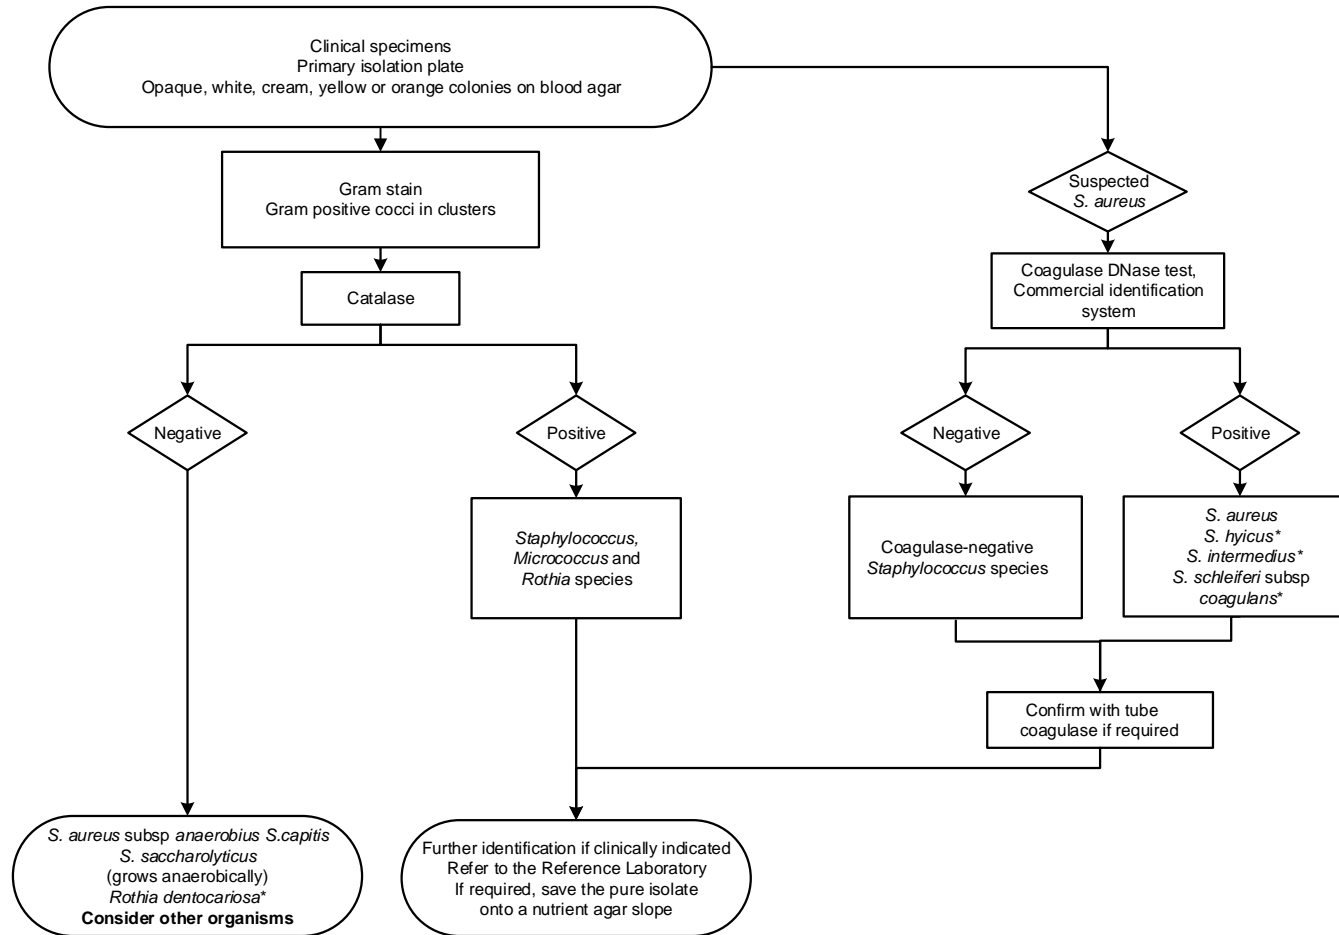 Clinical specimens
Primary isolation plate
Opaque, white, cream, yellow or orange colonies on blood agar
Gram stain
Gram positive cocci in clusters
Suspected
S. aureus
Catalase
Coagulase DNase test,
Commercial identification
system
Negative
Positive
Negative
Positive
Staphylococcus,
Micrococcus and
Rothia species
Coagulase-negative
Staphylococcus species
S. aureus
S. hyicus*
S. intermedius*
S. schleiferi subsp
coagulans*
Confirm with tube
coagulase if required
S. aureus subsp anaerobius S.capitis
S. saccharolyticus
(grows anaerobically)
Rothia dentocariosa*
Consider other organisms
Further identification if clinically indicated
Refer to the Reference Laboratory
If required, save the pure isolate
onto a nutrient agar slope